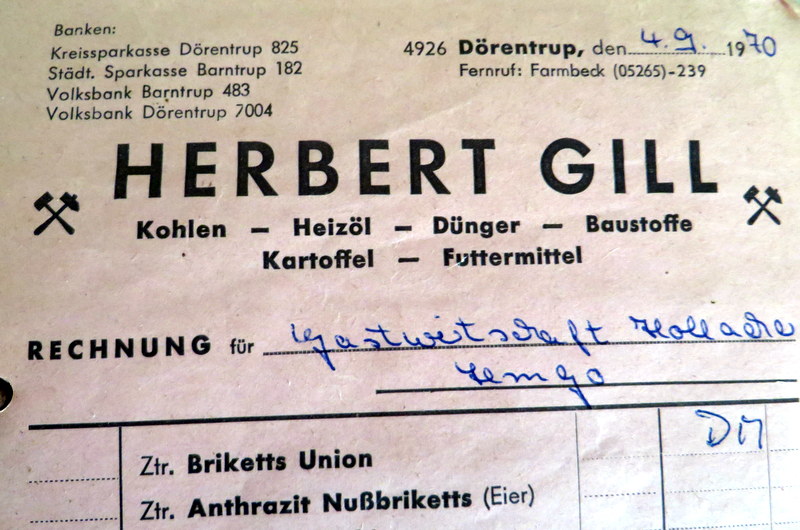 Banken:
Kreissparkasse Dörentrup 825
Städt. Sparkasse Barntrup 182
Volksbank Barntrup 483
Volksbank Dörentrup 7004
4926 Dörentrup, den 4.9. 1970
Fernruf: Farmbeck (05265)-239
HERBERT GILL
Kohlen — Heizöl — Dünger — Baustoffe
Kartoffel — Futtermittel
RECHNUNG für Gastwirtschaft
Lemgo
DM
Ztr. Briketts Union
Ztr. Anthrazit Nußbriketts (Eier)